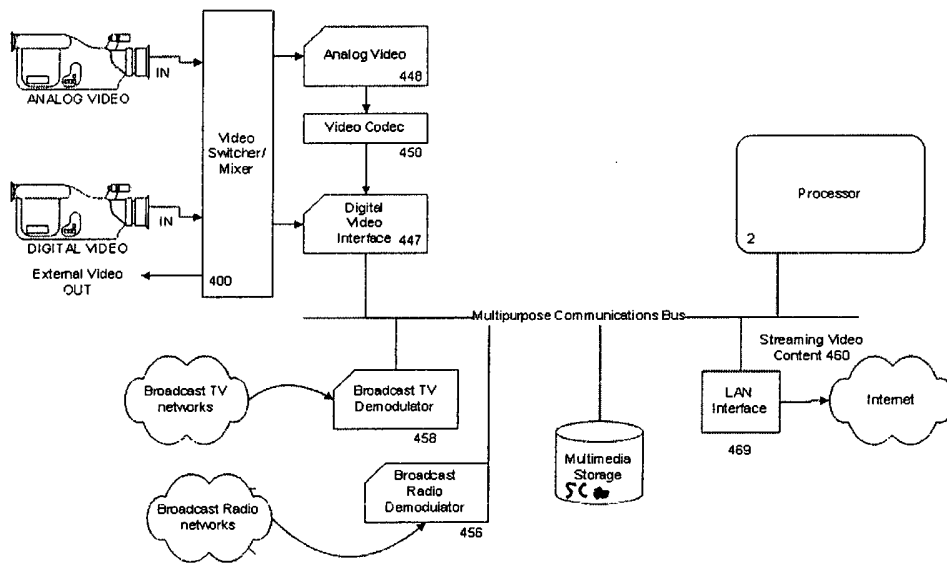 IN
ANALOG VIDEO
Video
Switcher/
Mixer
400
Analog Video
448
Video Codec
450
Digital
Video
Interface
447
IN
DIGITAL VIDEO
External Video
OUT
Processor
2
Multipurpose Communications Bus
Streaming Video
Content 460
Broadcast TV
networks
Broadcast TV
Demodulator
458
LAN
Interface
469
Internet
Multimedia
Storage
Broadcast
Radio
Demodulator
456
Broadcast Radio
networks